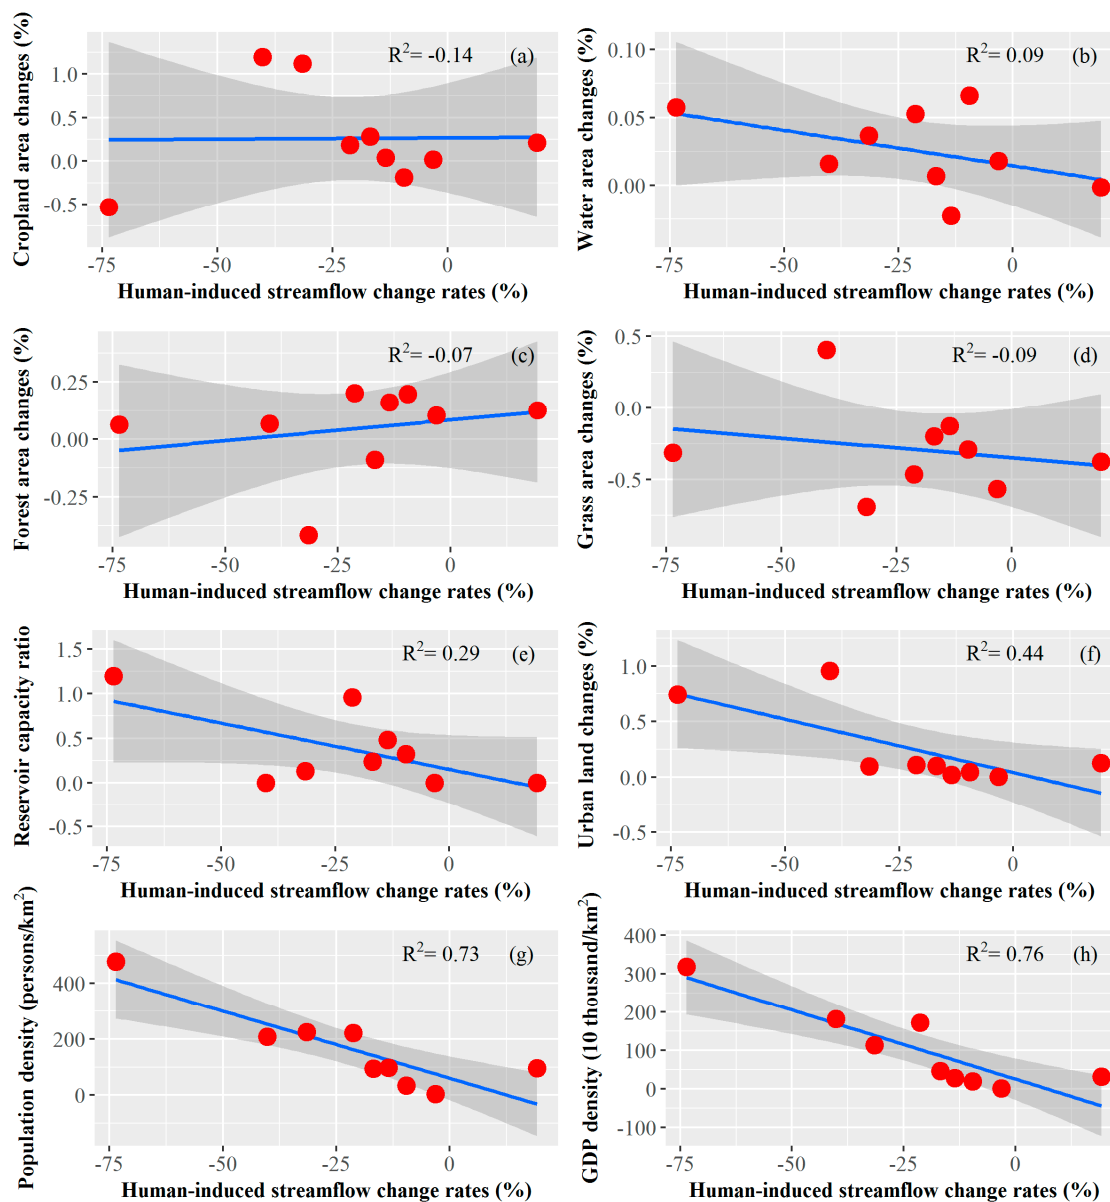 Cropland area changes (%)
R²= -0.14 (a)
1.0
0.5
0.0
-0.5
-75 -50 -25 0
Human-induced streamflow change rates (%)
Water area changes (%)
R²= 0.09 (b)
0.10
0.05
0.00
-75 -50 -25 0
Human-induced streamflow change rates (%)
Forest area changes (%)
R²= -0.07 (c)
0.25
0.00
-0.25
-75 -50 -25 0
Human-induced streamflow change rates (%)
Grass area changes (%)
R²= -0.09 (d)
0.5
0.0
-0.5
-75 -50 -25 0
Human-induced streamflow change rates (%)
Reservoir capacity ratio
R²= 0.29 (e)
1.5
1.0
0.5
0.0
-0.5
-75 -50 -25 0
Human-induced streamflow change rates (%)
Urban land changes (%)
R²= 0.44 (f)
1.0
0.5
0.0
-0.5
-75 -50 -25 0
Human-induced streamflow change rates (%)
Population density (persons/km²)
R²= 0.73 (g)
400
200
0
-75 -50 -25 0
Human-induced streamflow change rates (%)
GDP density (10 thousand/km²)
R²= 0.76 (h)
400
300
200
100
0
-100
-75 -50 -25 0
Human-induced streamflow change rates (%)